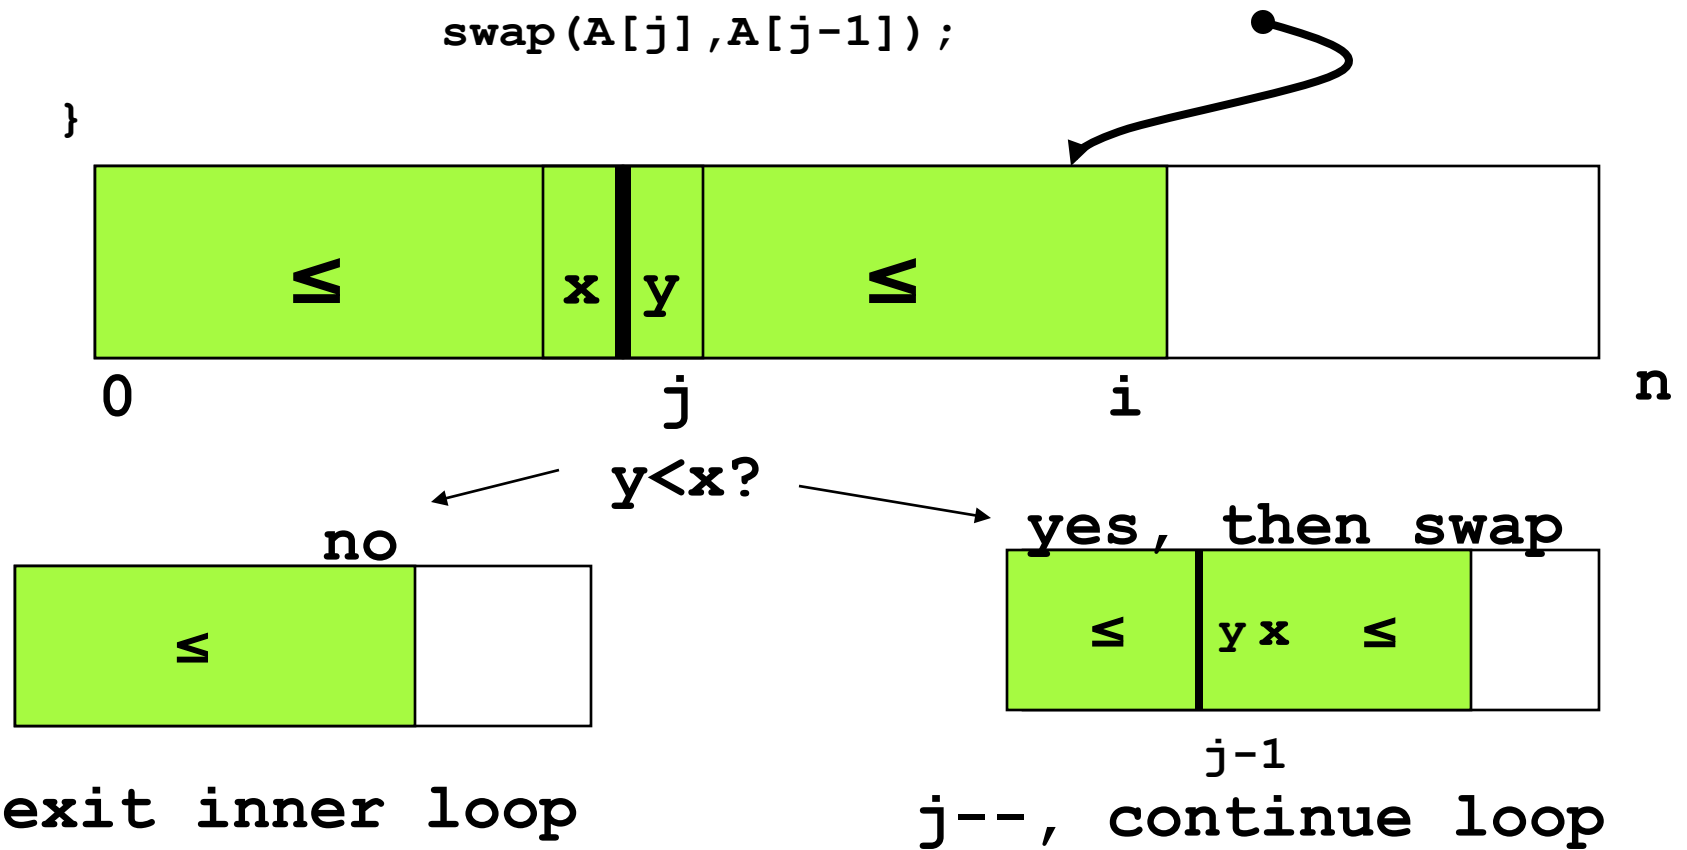 swap(A[j],A[j-1]);
}
≤ x y ≤
0 j i n
y<x?
no
yes, then swap
≤
≤ y x ≤
j-1
exit inner loop
j--, continue loop